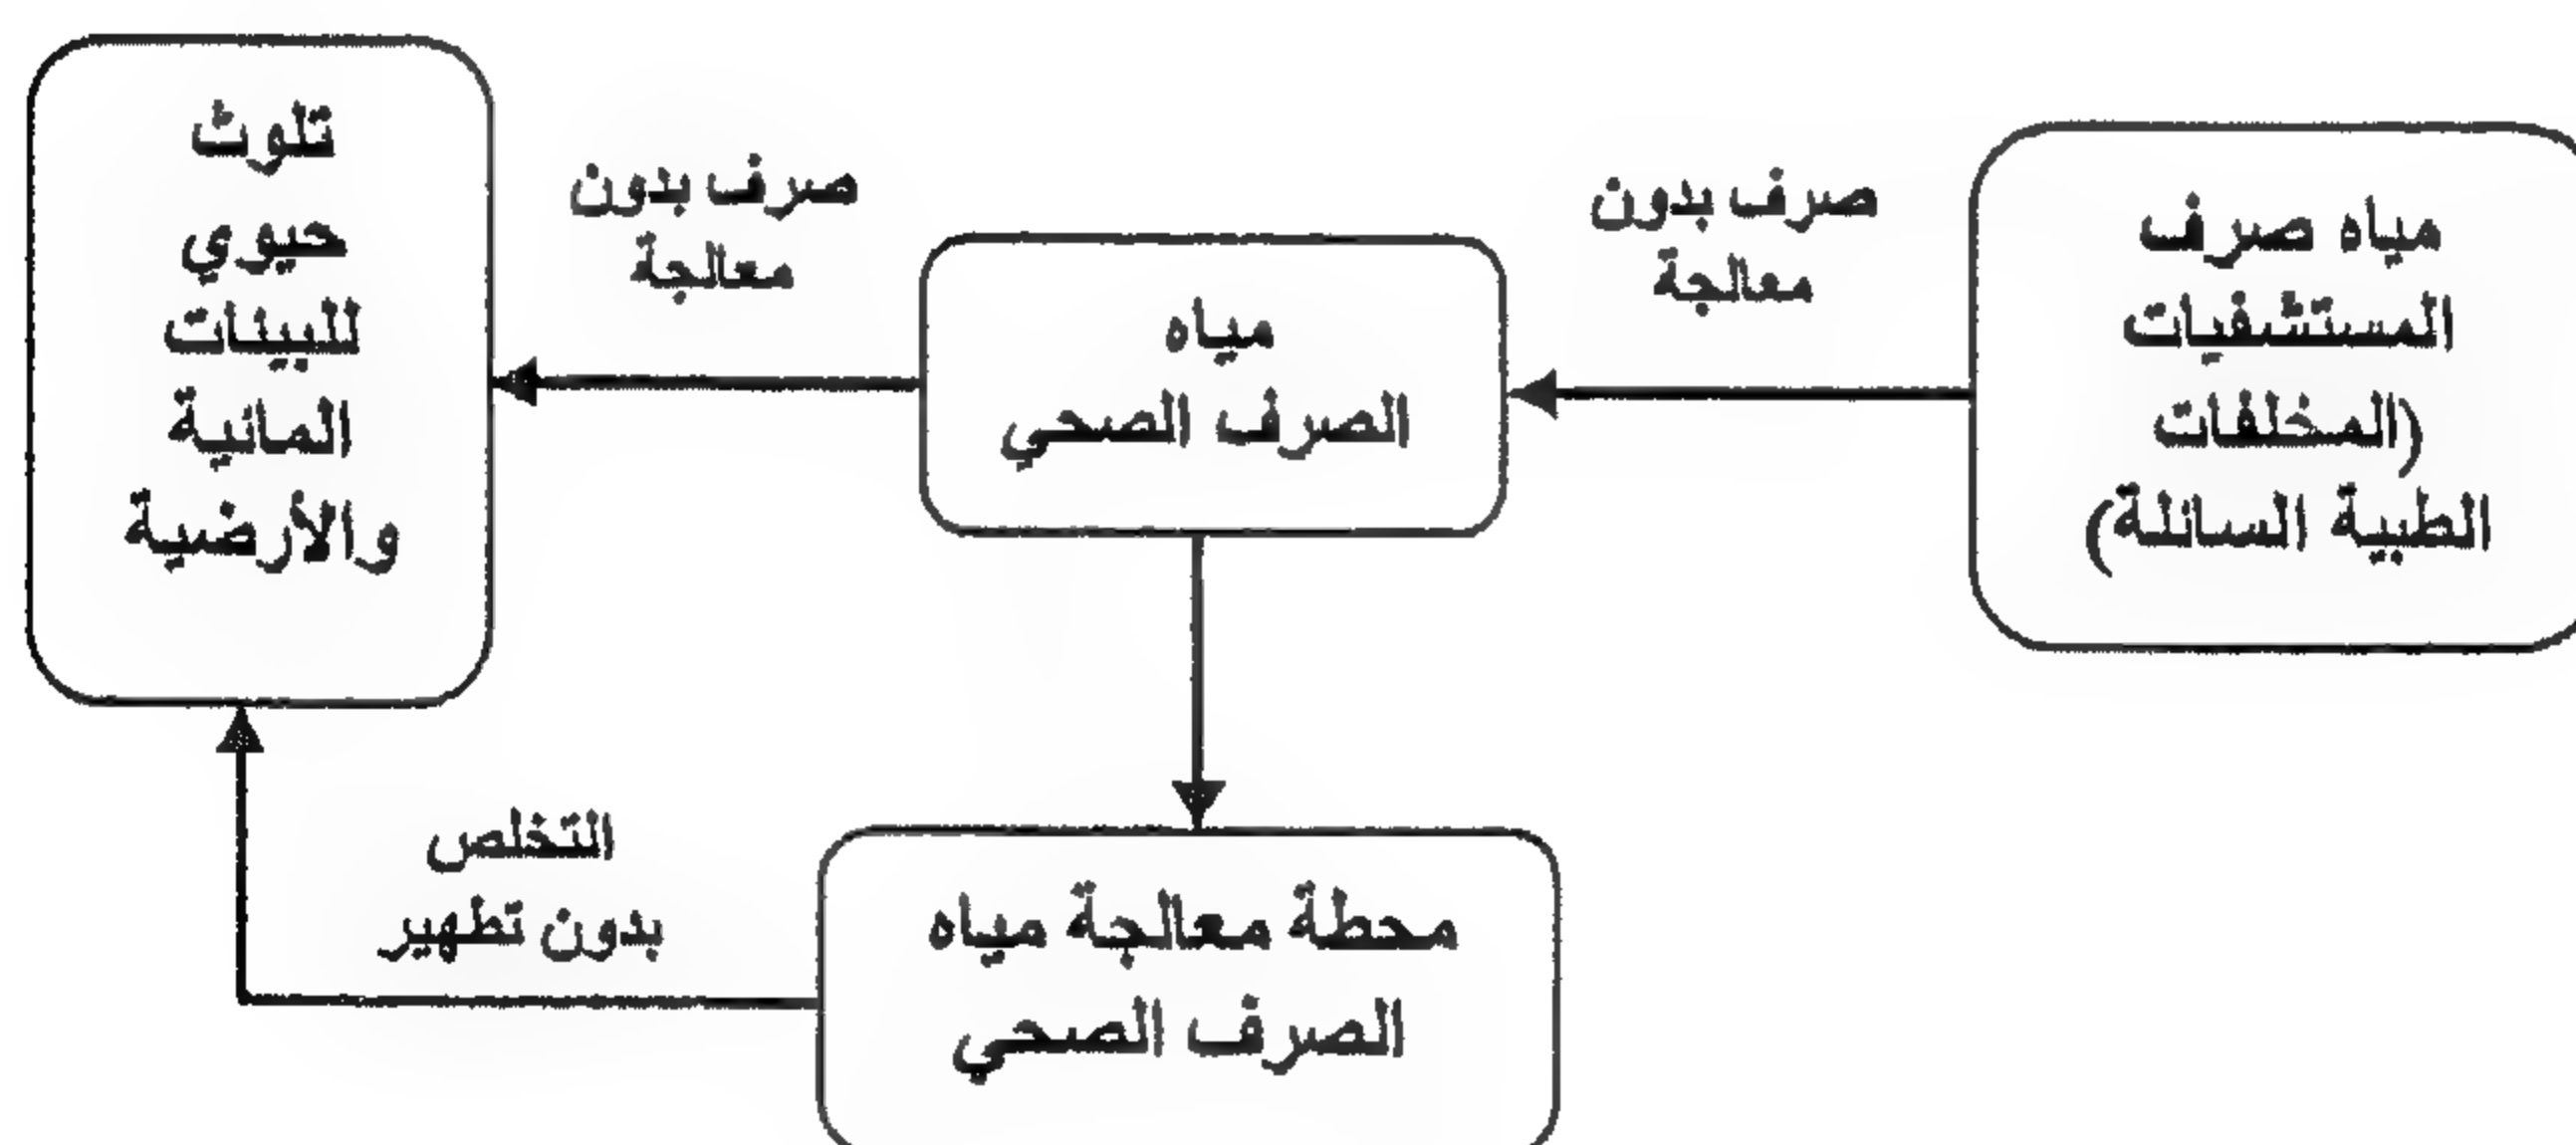 مياه صرف
المستشفيات
(المخلفات
الطبية السائلة)
صرف بدون
معالجة
مياه
الصرف الصحي
صرف بدون
معالجة
تلوث
حيوي
للبيئات
المائية
والأرضية
محطة معالجة مياه
الصرف الصحي
التخلص
بدون تطهير